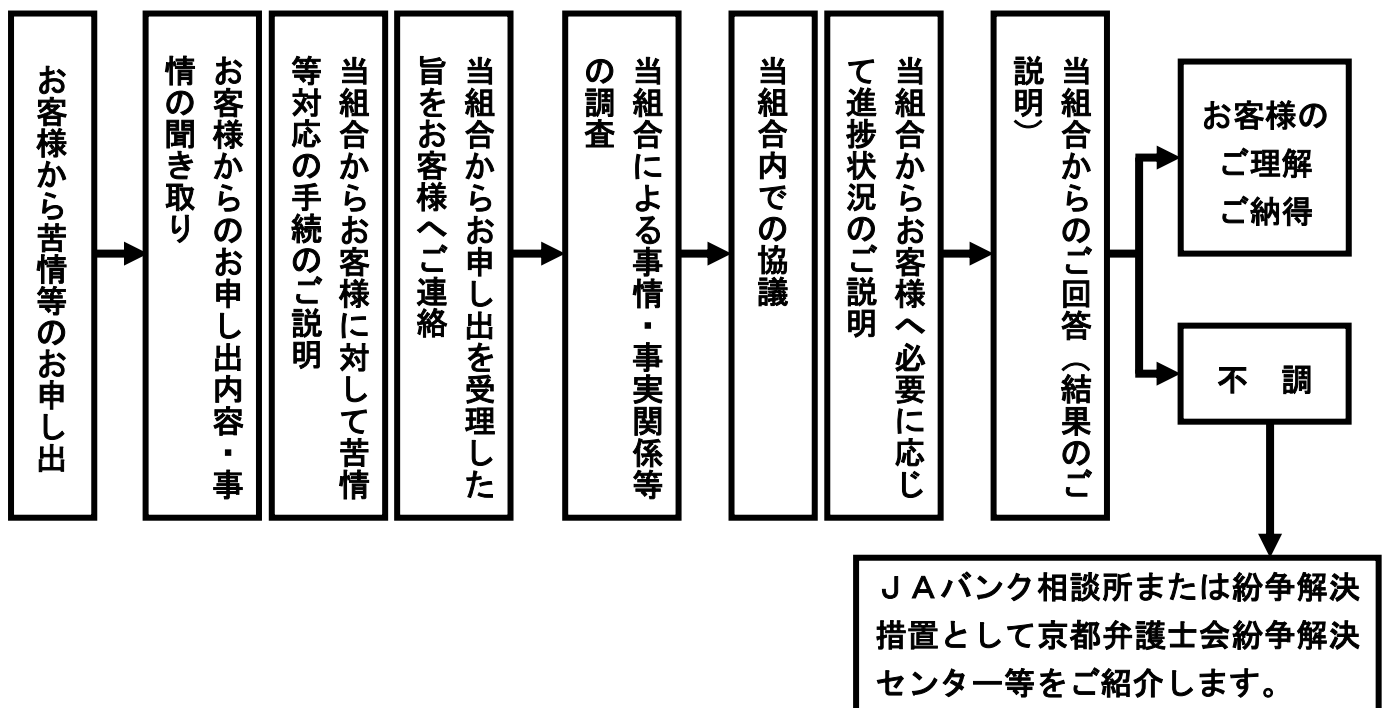 お客様から苦情等のお申し出
お客様からのお申し出内容・事
情の聞き取り
当組合からお客様に対して苦情
等対応の手続のご説明
当組合からお申し出を受理した
旨をお客様へご連絡
当組合による事情・事実関係等
の調査
当組合内での協議
当組合からお客様へ必要に応じ
て進捗状況のご説明
当組合からのご回答（結果のご
説明）
お客様の
ご理解
ご納得
不　調
ＪＡバンク相談所または紛争解決
措置として京都弁護士会紛争解決
センター等をご紹介します。